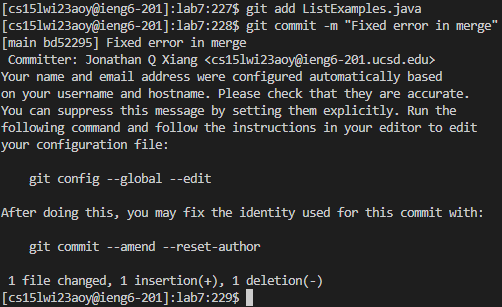 [cs15lwi23aoy@ieng6-201]:lab7:227$ git add ListExamples.java
[cs15lwi23aoy@ieng6-201]:lab7:228$ git commit -m "Fixed error in merge"
[main bd52295] Fixed error in merge
 Committer: Jonathan Q Xiang <cs15lwi23aoy@ieng6-201.ucsd.edu>
Your name and email address were configured automatically based
on your username and hostname. Please check that they are accurate.
You can suppress this message by setting them explicitly. Run the
following command and follow the instructions in your editor to edit
your configuration file:

    git config --global --edit

After doing this, you may fix the identity used for this commit with:

    git commit --amend --reset-author

 1 file changed, 1 insertion(+), 1 deletion(-)
[cs15lwi23aoy@ieng6-201]:lab7:229$